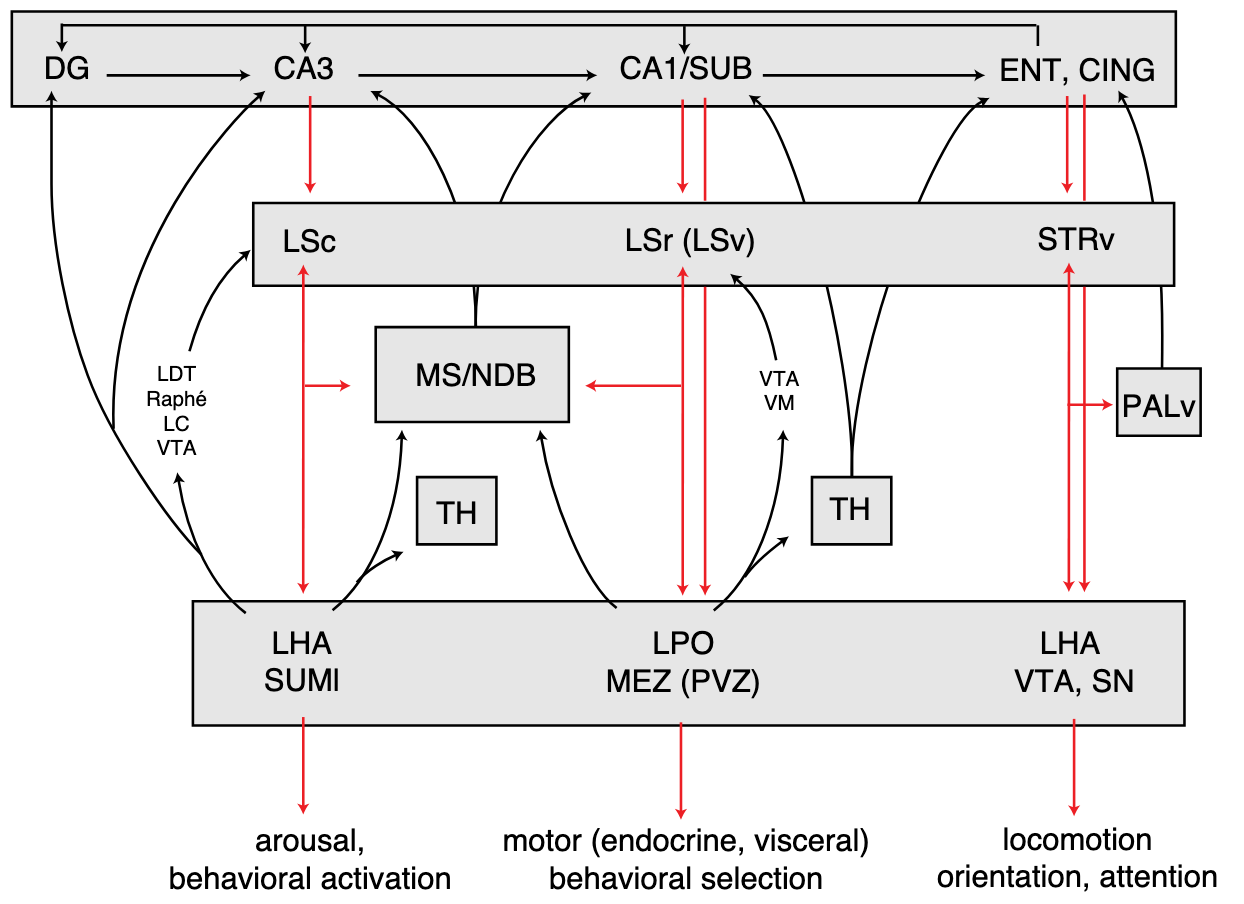 DG
CA3
CA1/SUB
ENT, CING
LSc
LSr (LSv)
STRv
LDT
Raphé
LC
VTA
MS/NDB
VTA
VM
PALv
TH
TH
LHA
SUMl
LPO
MEZ (PVZ)
LHA
VTA, SN
arousal,
behavioral activation
motor (endocrine, visceral)
behavioral selection
locomotion
orientation, attention